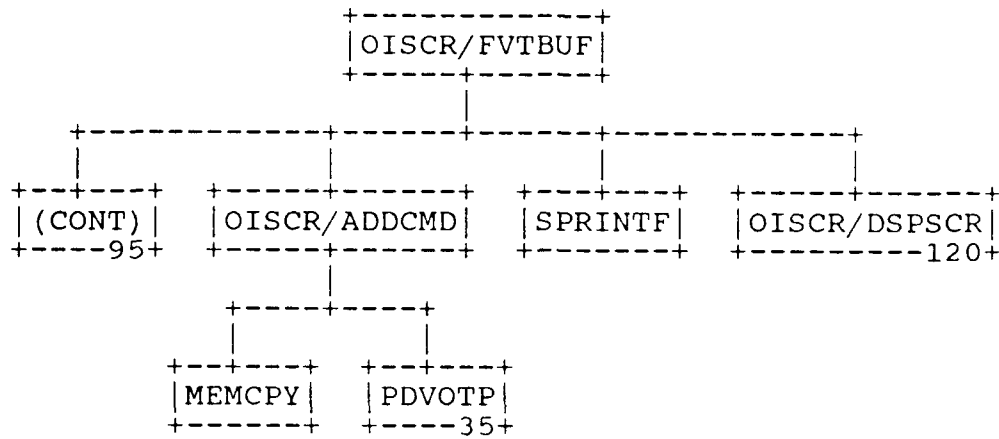 OISCR/FVTBUF
(CONT) OISCR/ADDCMD SPRINTF OISCR/DSPSCR
95 120
MEMCPY PDVOTP
35